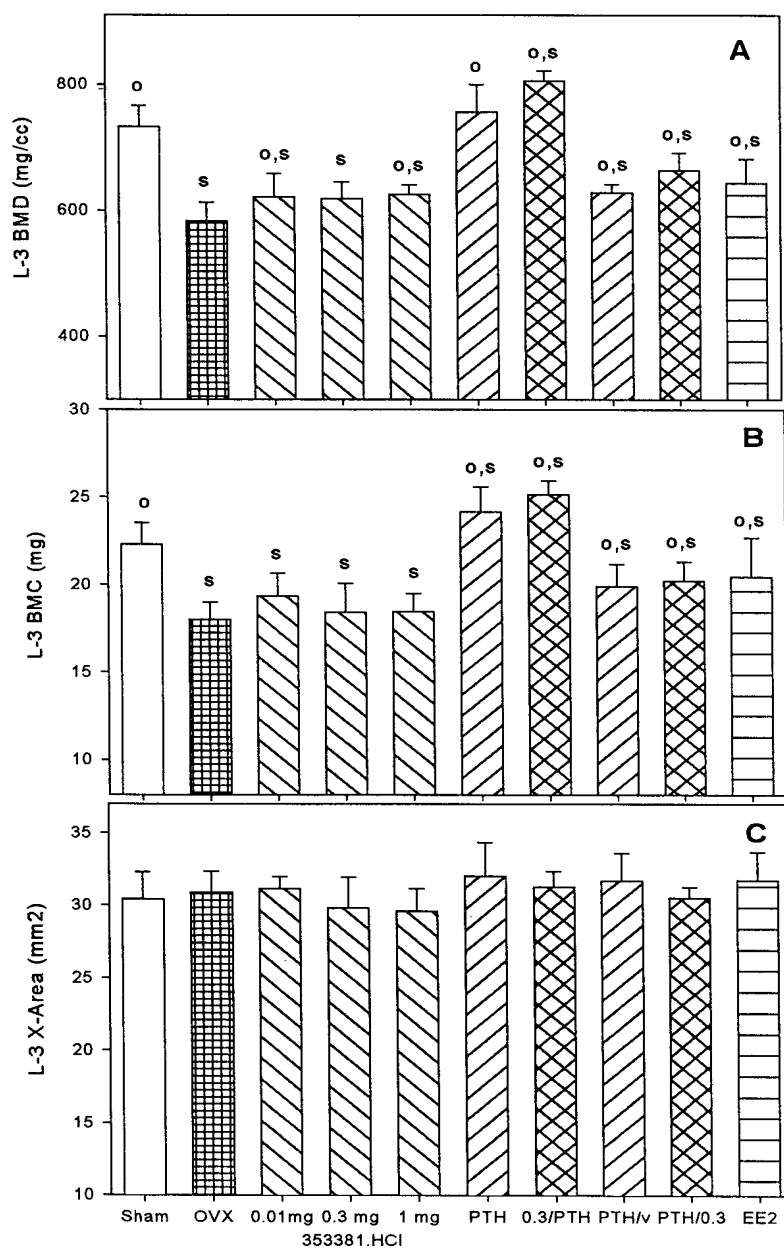 A
L-3 BMD (mg/cc)
800
600
400
o
s
o,s
s
o,s
o
o,s
o,s
o,s
o,s
B
L-3 BMC (mg)
30
25
20
15
10
o
s
s
s
s
o,s
o,s
o,s
o,s
o,s
C
L-3 X-Area (mm2)
35
30
25
20
15
10
Sham OVX 0.01mg 0.3 mg 1 mg PTH 0.3/PTH PTH/v PTH/0.3 EE2
353381.HCl